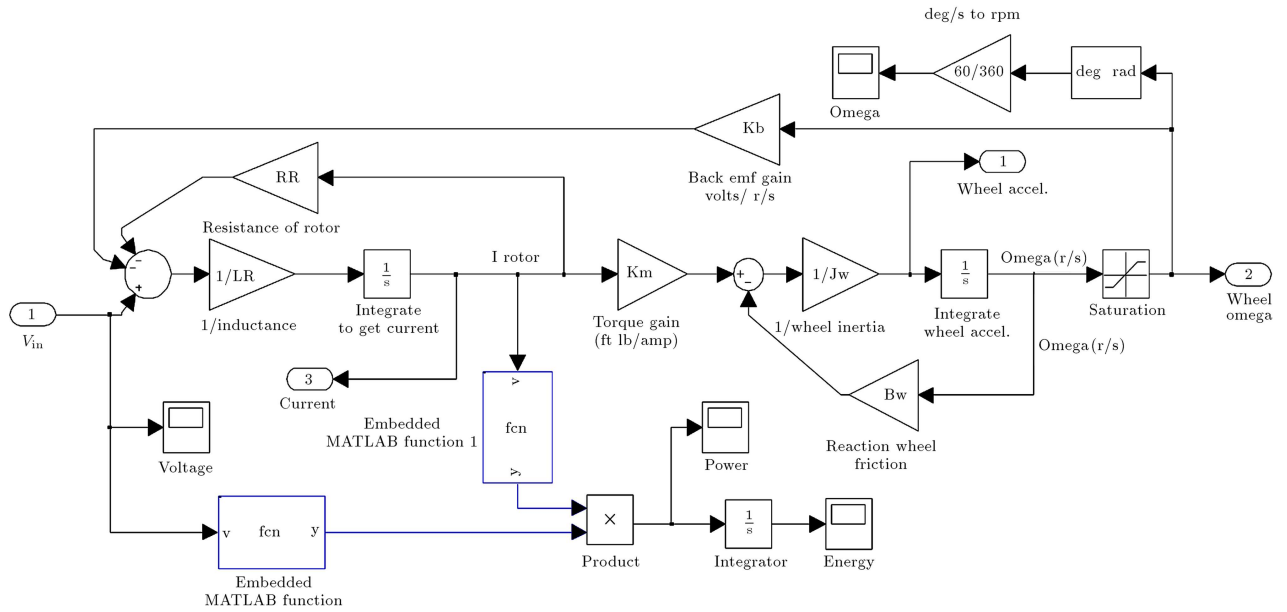 deg/s to rpm
60/360
deg rad
Omega
Kb
Back emf gain
volts/ r/s
1
Wheel accel.
RR
Resistance of rotor
−
−
+
1/LR
1/inductance
1
s
Integrate
to get current
I rotor
Km
Torque gain
(ft lb/amp)
+
−
1/Jw
1/wheel inertia
1
s
Integrate
wheel accel.
Omega(r/s)
Saturation
2
Wheel
omega
1
Vin
Omega(r/s)
3
Current
Bw
Reaction wheel
friction
v
fcn
y
Embedded
MATLAB function 1
Voltage
Power
v fcn y
Embedded
MATLAB function
×
Product
1
s
Integrator
Energy